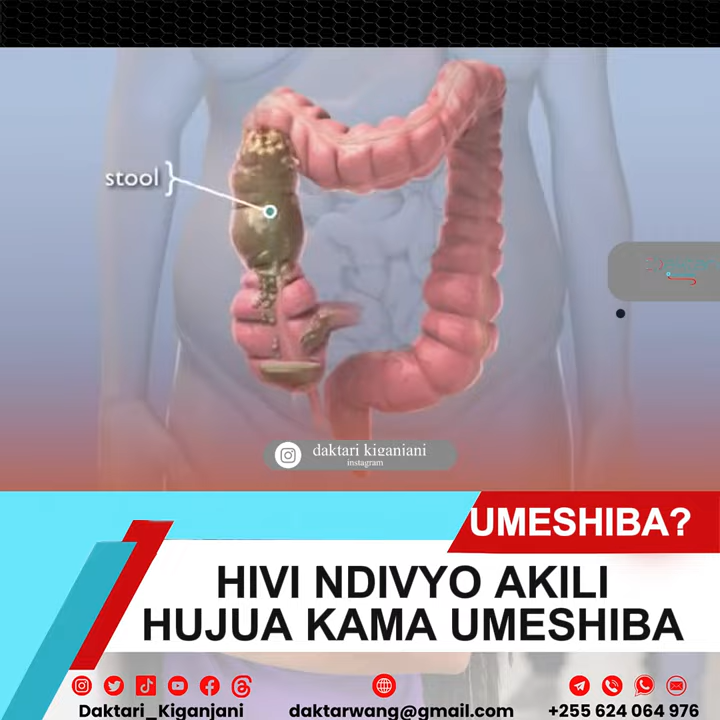 stool
daktari kiganiani
instagram
UMESHIBA?
HIVI NDIVYO AKILI
HUJUA KAMA UMESHIBA
Daktari_Kiganjani
daktarwang@gmail.com
+255 624 064 976